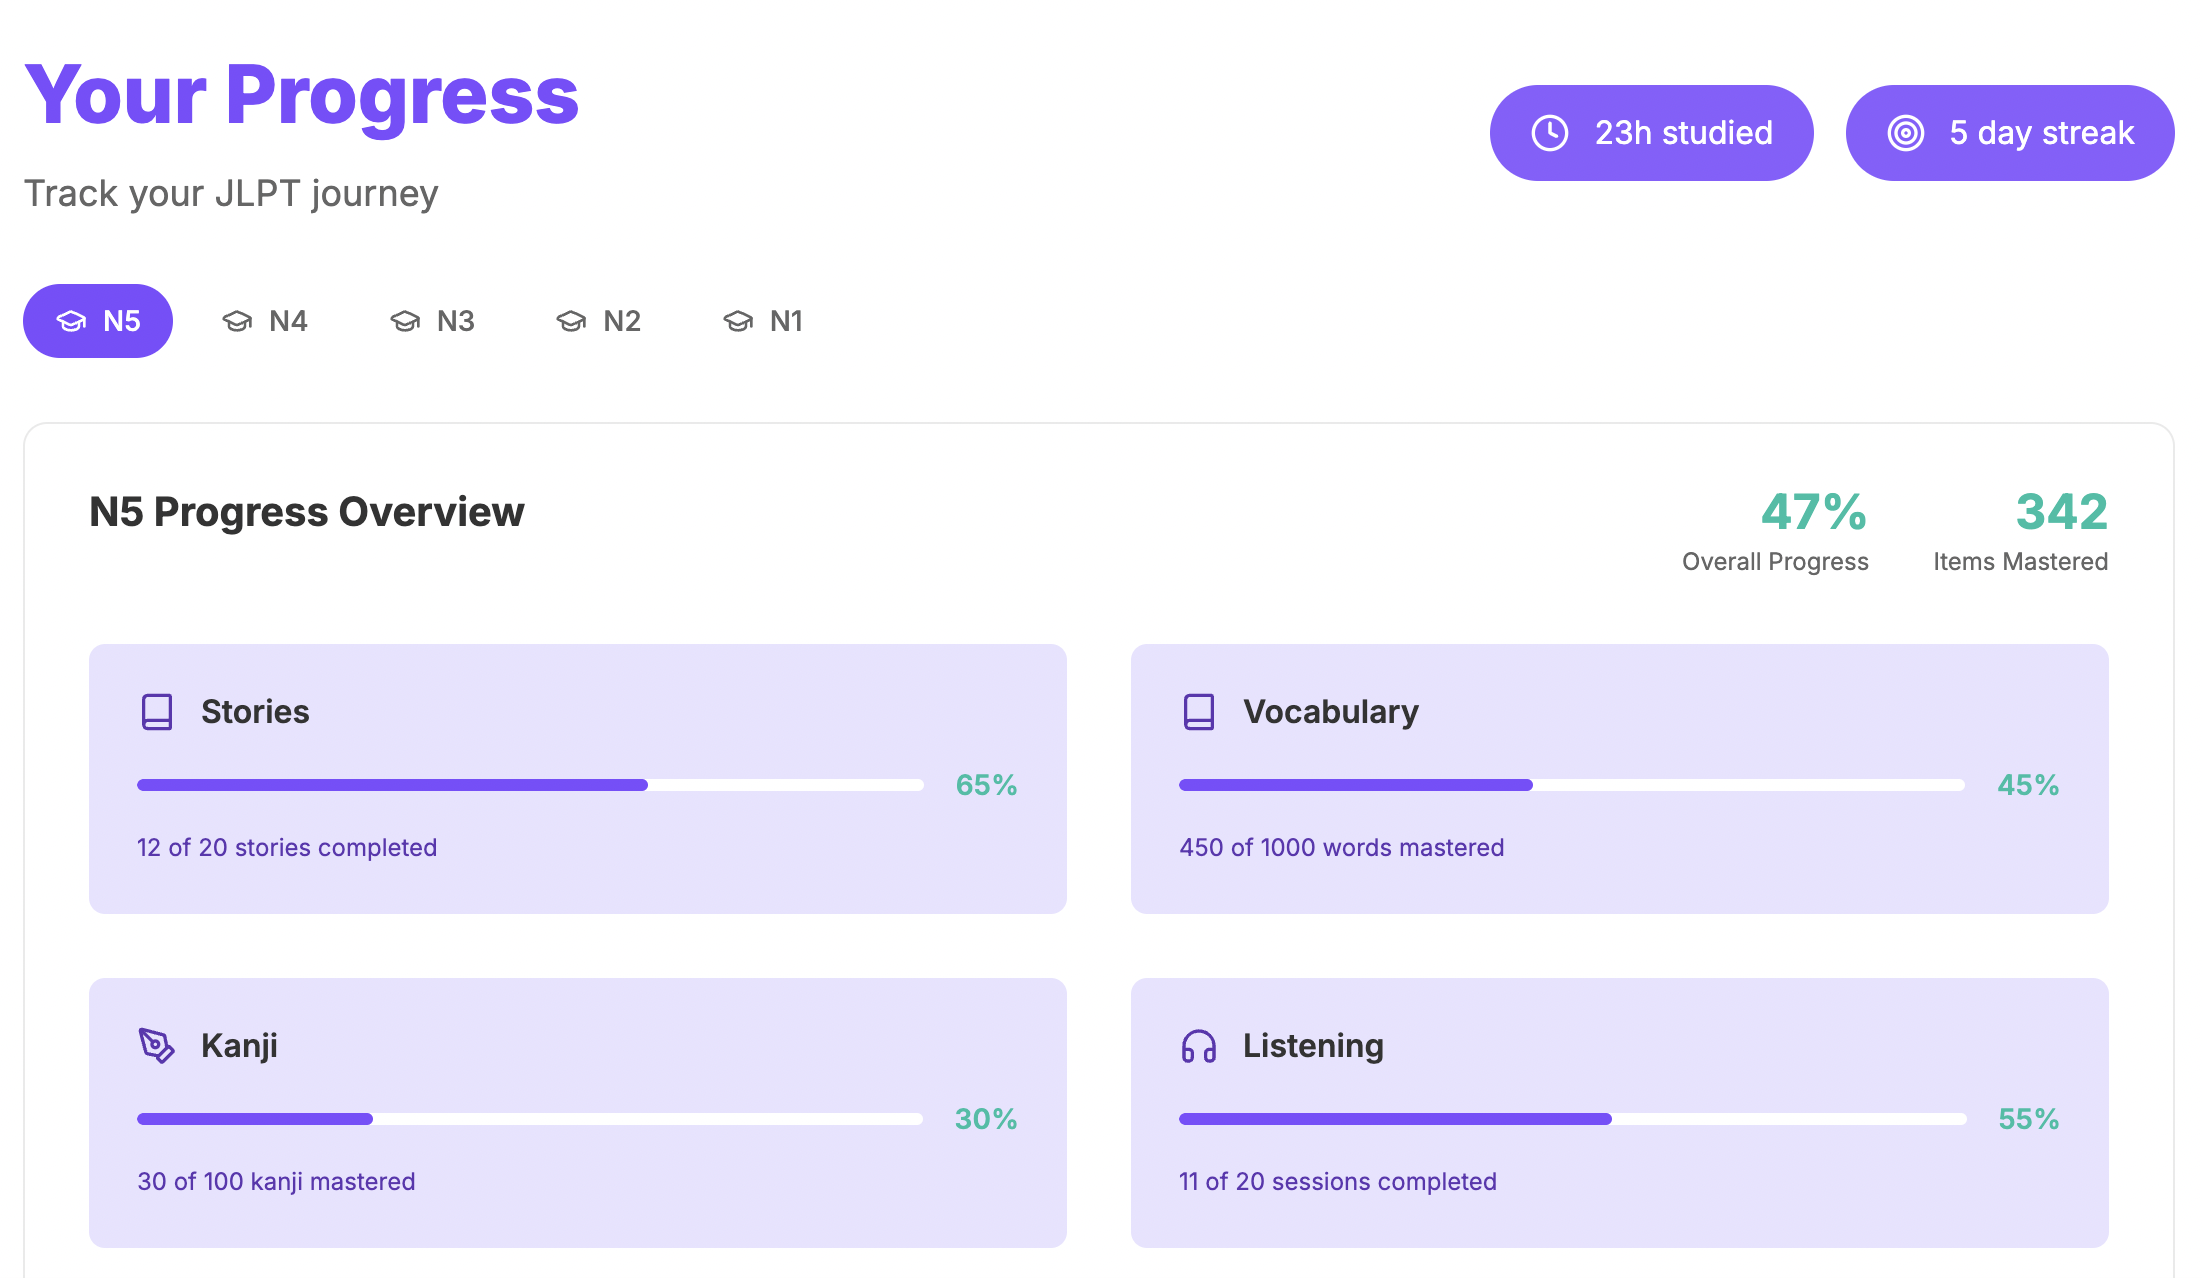 Your Progress
Track your JLPT journey
23h studied
5 day streak
N5
N4
N3
N2
N1
N5 Progress Overview
47%
Overall Progress
342
Items Mastered
Stories
65%
12 of 20 stories completed
Vocabulary
45%
450 of 1000 words mastered
Kanji
30%
30 of 100 kanji mastered
Listening
55%
11 of 20 sessions completed